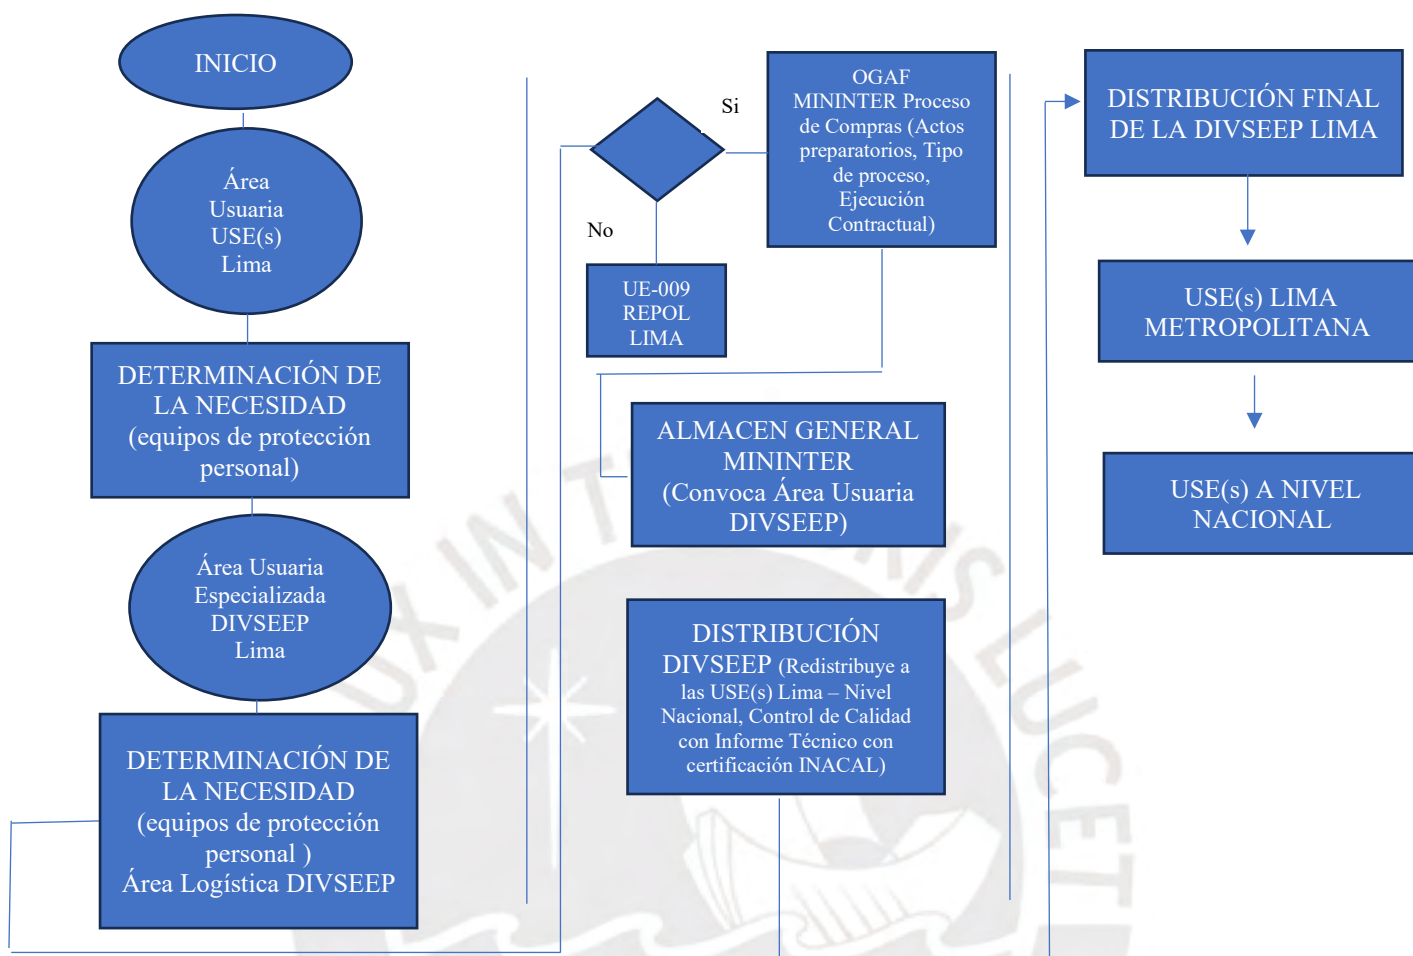 INICIO
Área
Usuaria
USE(s)
Lima
DETERMINACIÓN DE
LA NECESIDAD
(equipos de protección
personal)
Área Usuaria
Especializada
DIVSEEP
Lima
DETERMINACIÓN DE
LA NECESIDAD
(equipos de protección
personal )
Área Logística DIVSEEP
Si
No
UE-009
REPOL
LIMA
OGAF
MININTER Proceso
de Compras (Actos
preparatorios, Tipo
de proceso,
Ejecución
Contractual)
ALMACEN GENERAL
MININTER
(Convoca Área Usuaria
DIVSEEP)
DISTRIBUCIÓN
DIVSEEP (Redistribuye a
las USE(s) Lima – Nivel
Nacional, Control de Calidad
con Informe Técnico con
certificación INACAL)
DISTRIBUCIÓN FINAL
DE LA DIVSEEP LIMA
USE(s) LIMA
METROPOLITANA
USE(s) A NIVEL
NACIONAL